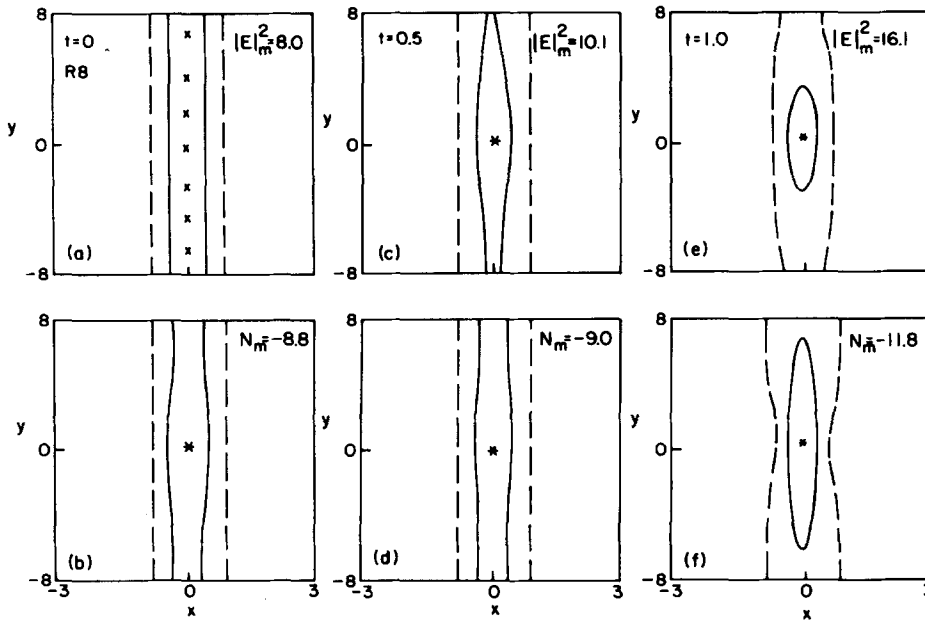 8
t=0
|E|²ₘ=8.0
R8
y
0
(a)
-8
8
t=0.5
|E|²ₘ=10.1
y
0
(c)
-8
8
t=1.0
|E|²ₘ=16.1
y
0
(e)
-8
8
Nₘ=-8.8
y
0
(b)
-8
-3
0
3
x
8
Nₘ=-9.0
y
0
(d)
-8
-3
0
3
x
8
Nₘ=-11.8
y
0
(f)
-8
-3
0
3
x